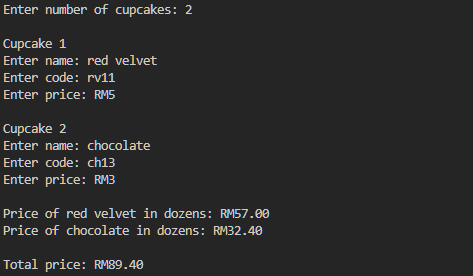 Enter number of cupcakes: 2
Cupcake 1
Enter name: red velvet
Enter code: rv11
Enter price: RM5
Cupcake 2
Enter name: chocolate
Enter code: ch13
Enter price: RM3
Price of red velvet in dozens: RM57.00
Price of chocolate in dozens: RM32.40
Total price: RM89.40